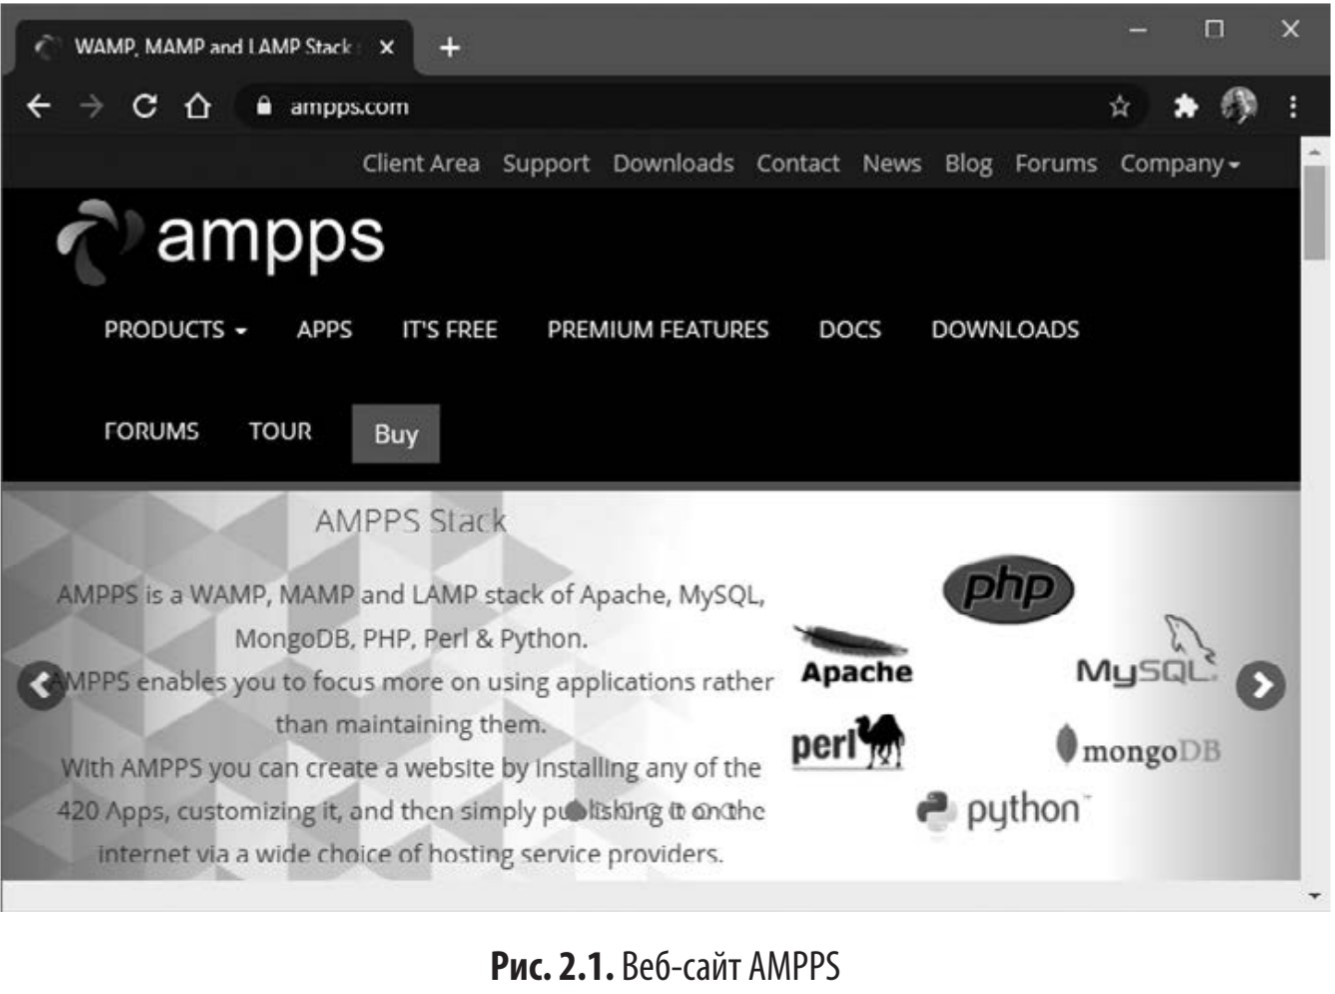 WAMP, MAMP and LAMP Stack
ampps.com
Client Area Support Downloads Contact News Blog Forums Company
ampps
PRODUCTS APPS IT'S FREE PREMIUM FEATURES DOCS DOWNLOADS
FORUMS TOUR Buy
AMPPS Stack
AMPPS is a WAMP, MAMP and LAMP stack of Apache, MySQL,
MongoDB, PHP, Perl & Python.
AMPPS enables you to focus more on using applications rather
than maintaining them.
With AMPPS you can create a website by installing any of the
420 Apps, customizing it, and then simply publishing it on the
internet via a wide choice of hosting service providers.
php
Apache
MySQL
perl
mongoDB
python
Рис. 2.1. Веб-сайт AMPPS